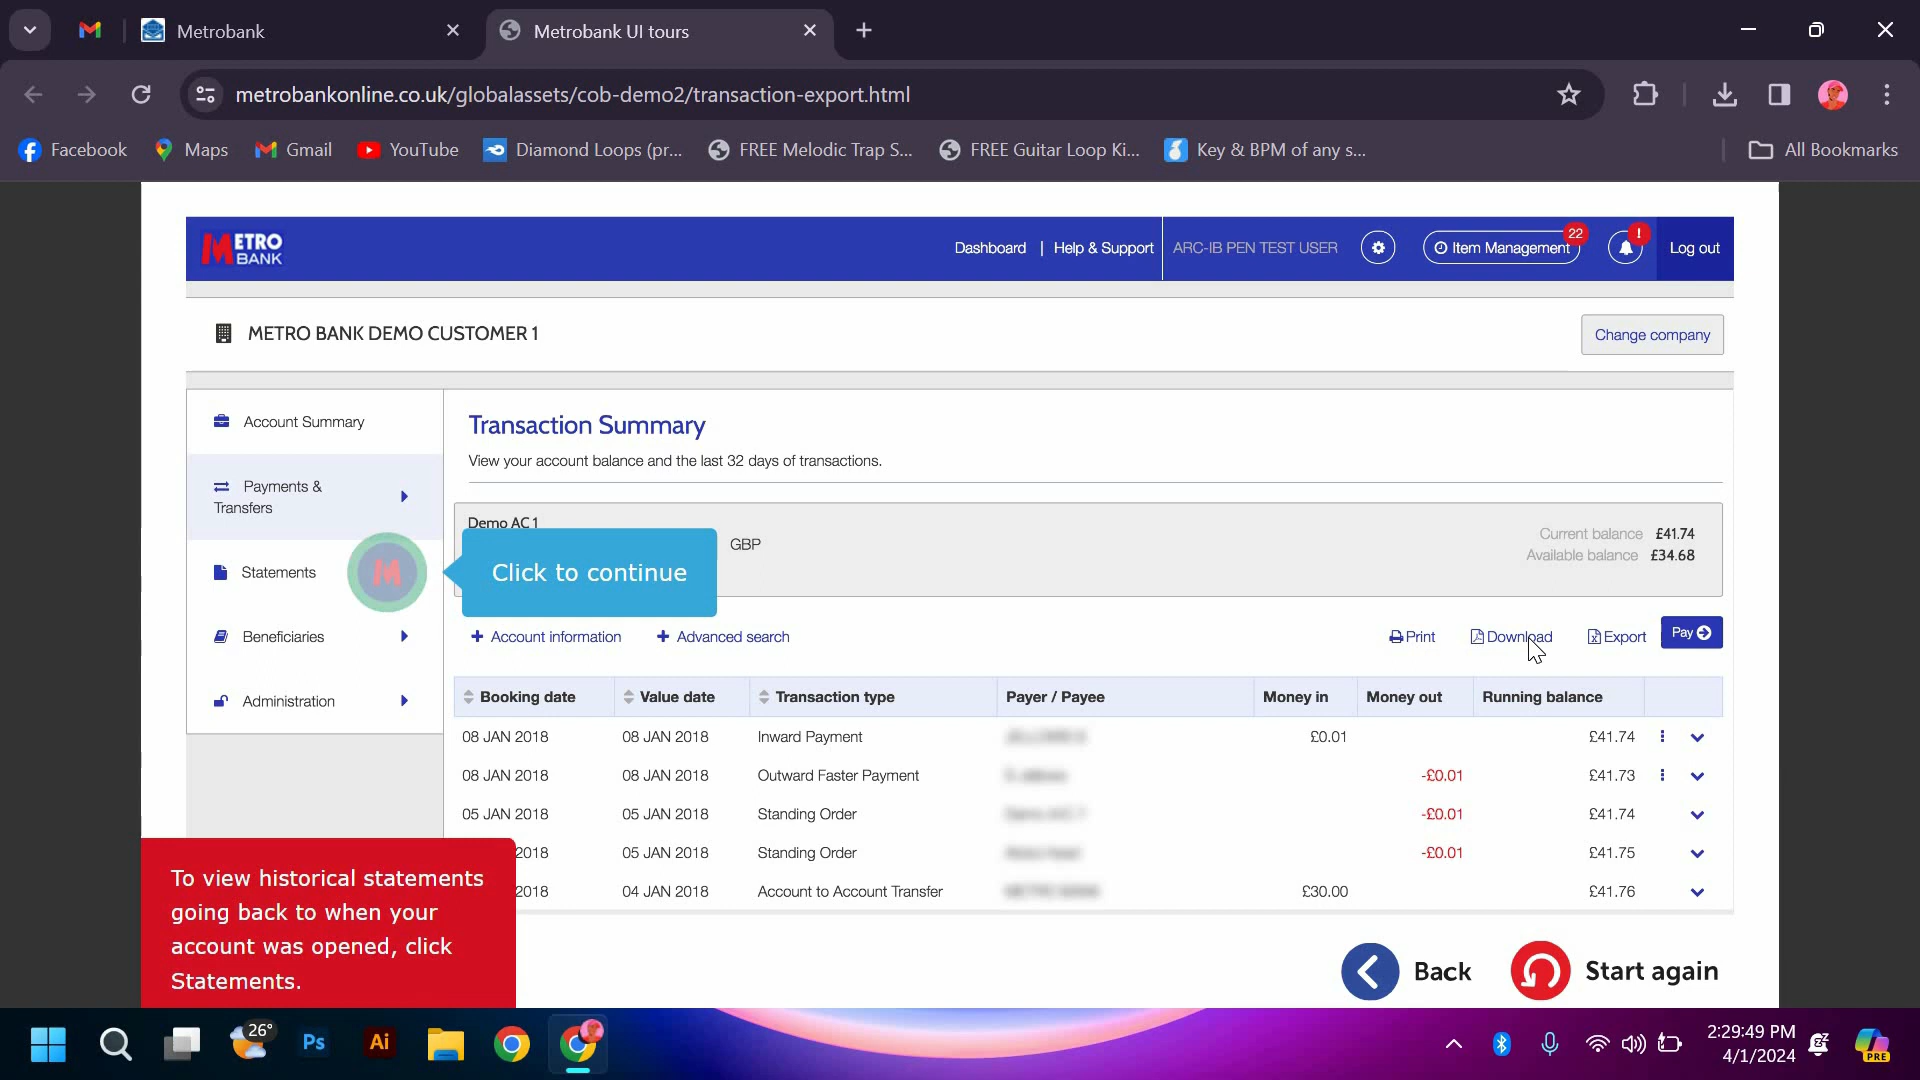 Metrobank
Metrobank UI tours
metrobankonline.co.uk/globalassets/cob-demo2/transaction-export.html
Facebook
Maps
Gmail
YouTube
Diamond Loops (pr...
FREE Melodic Trap S...
FREE Guitar Loop Ki...
Key & BPM of any s...
All Bookmarks
METRO
BANK
Dashboard | Help & Support
ARC-IB PEN TEST USER
Item Management
22
!
Log out
METRO BANK DEMO CUSTOMER 1
Change company
Account Summary
Payments &
Transfers
Statements
M
Beneficiaries
Administration
Transaction Summary
View your account balance and the last 32 days of transactions.
Demo AC 1
GBP
Current balance £41.74
Available balance £34.68
Click to continue
+ Account information
+ Advanced search
Print
Download
Export
Pay
Booking date Value date Transaction type Payer / Payee Money in Money out Running balance
08 JAN 2018 08 JAN 2018 Inward Payment £0.01 £41.74
08 JAN 2018 08 JAN 2018 Outward Faster Payment -£0.01 £41.73
05 JAN 2018 05 JAN 2018 Standing Order -£0.01 £41.74
2018 05 JAN 2018 Standing Order -£0.01 £41.75
2018 04 JAN 2018 Account to Account Transfer £30.00 £41.76
To view historical statements
going back to when your
account was opened, click
Statements.
Back
Start again
26°
Ps
Ai
2:29:49 PM
4/1/2024
PRE